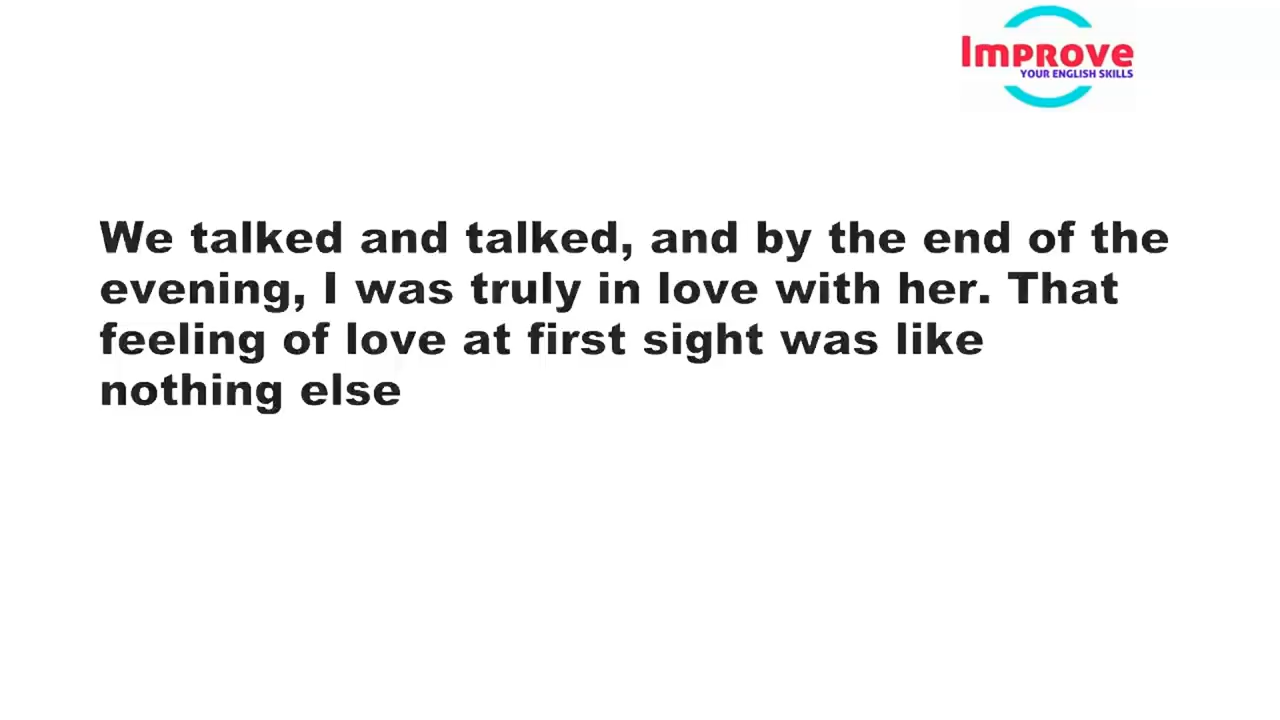 Improve
YOUR ENGLISH SKILLS
We talked and talked, and by the end of the
evening, I was truly in love with her. That
feeling of love at first sight was like
nothing else